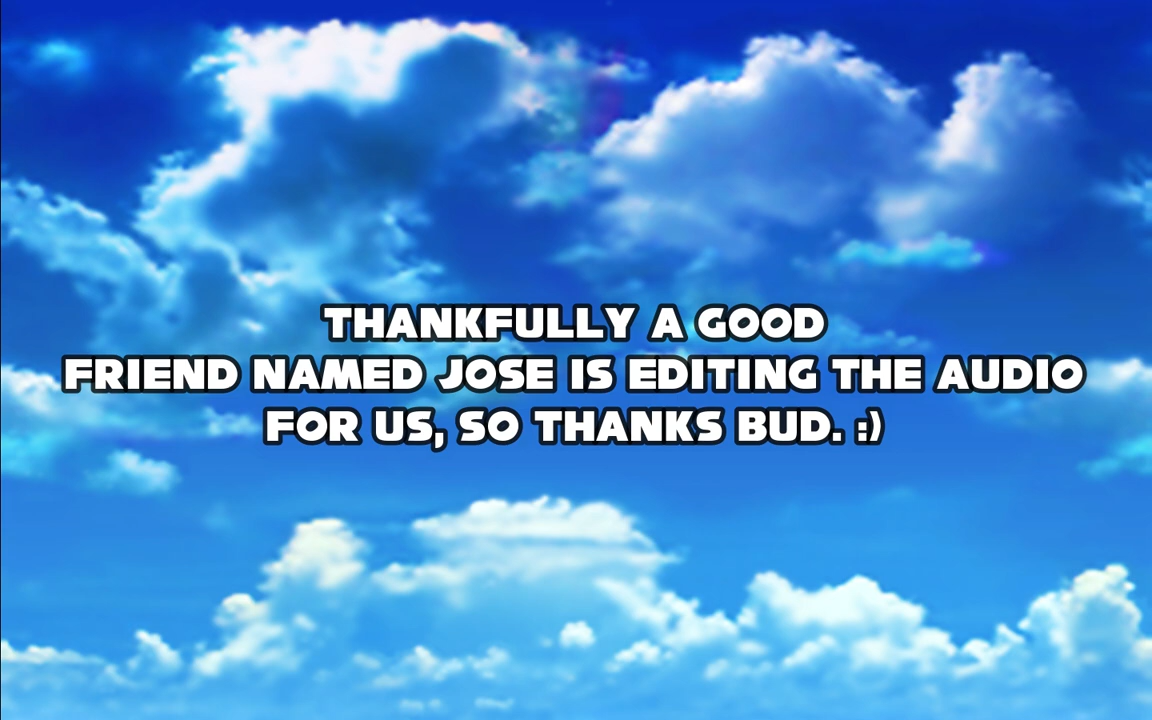 THANKFULLY A GOOD
FRIEND NAMED JOSE IS EDITING THE AUDIO
FOR US, SO THANKS BUD. :)